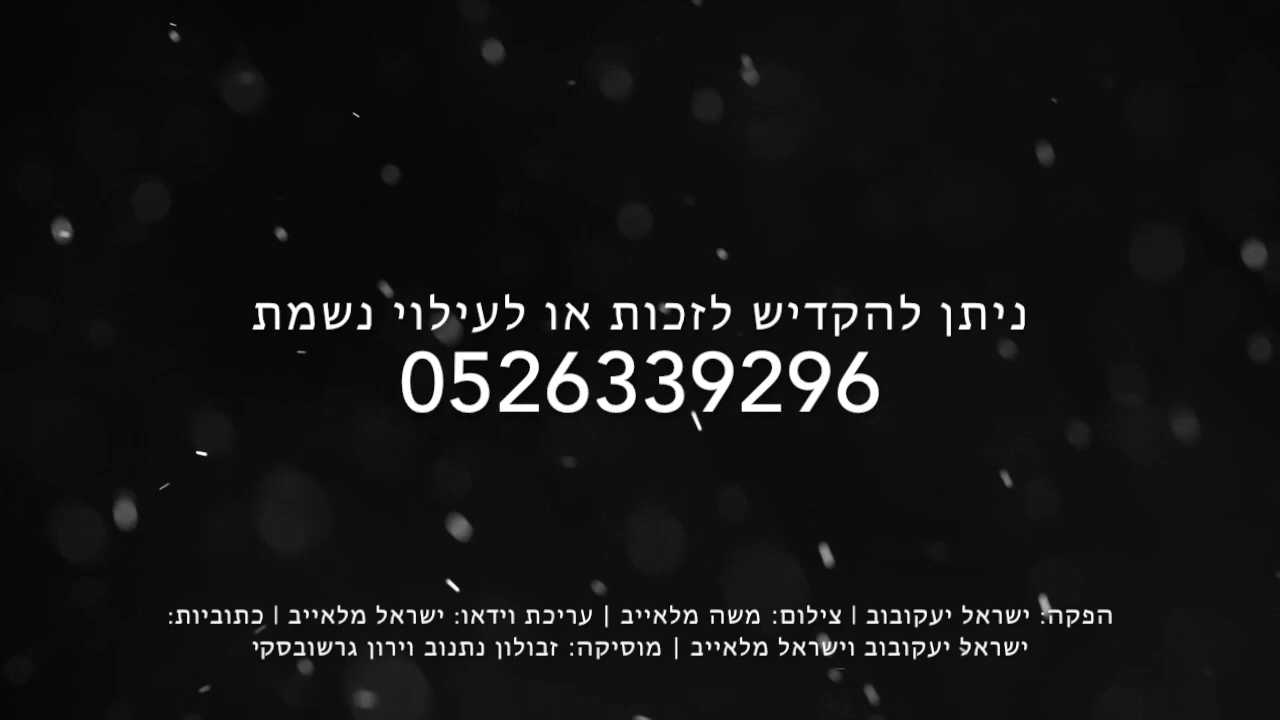 ניתן להקדיש לזכות או לעילוי נשמת
0526339296
הפקה: ישראל יעקובוב | צילום: משה מלאייב | עריכת וידאו: ישראל מלאייב | כתוביות:
ישראל יעקובוב וישראל מלאייב | מוסיקה: זבולון נתנוב וירון גרשובסקי